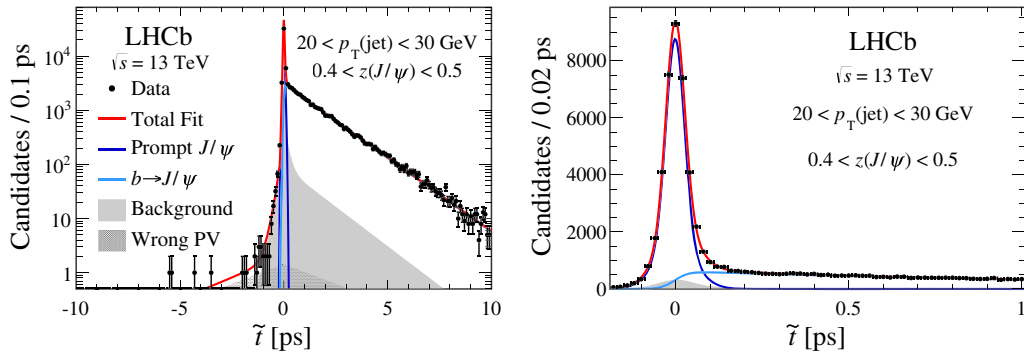 LHCb
√s = 13 TeV
Data
Total Fit
Prompt J/ψ
b→J/ψ
Background
Wrong PV
20 < p_T(jet) < 30 GeV
0.4 < z(J/ψ) < 0.5
Candidates / 0.1 ps
10^4
10^3
10^2
10
1
-10 -5 0 5 10
t̃ [ps]
LHCb
√s = 13 TeV
20 < p_T(jet) < 30 GeV
0.4 < z(J/ψ) < 0.5
Candidates / 0.02 ps
8000
6000
4000
2000
0
0 0.5 1
t̃ [ps]